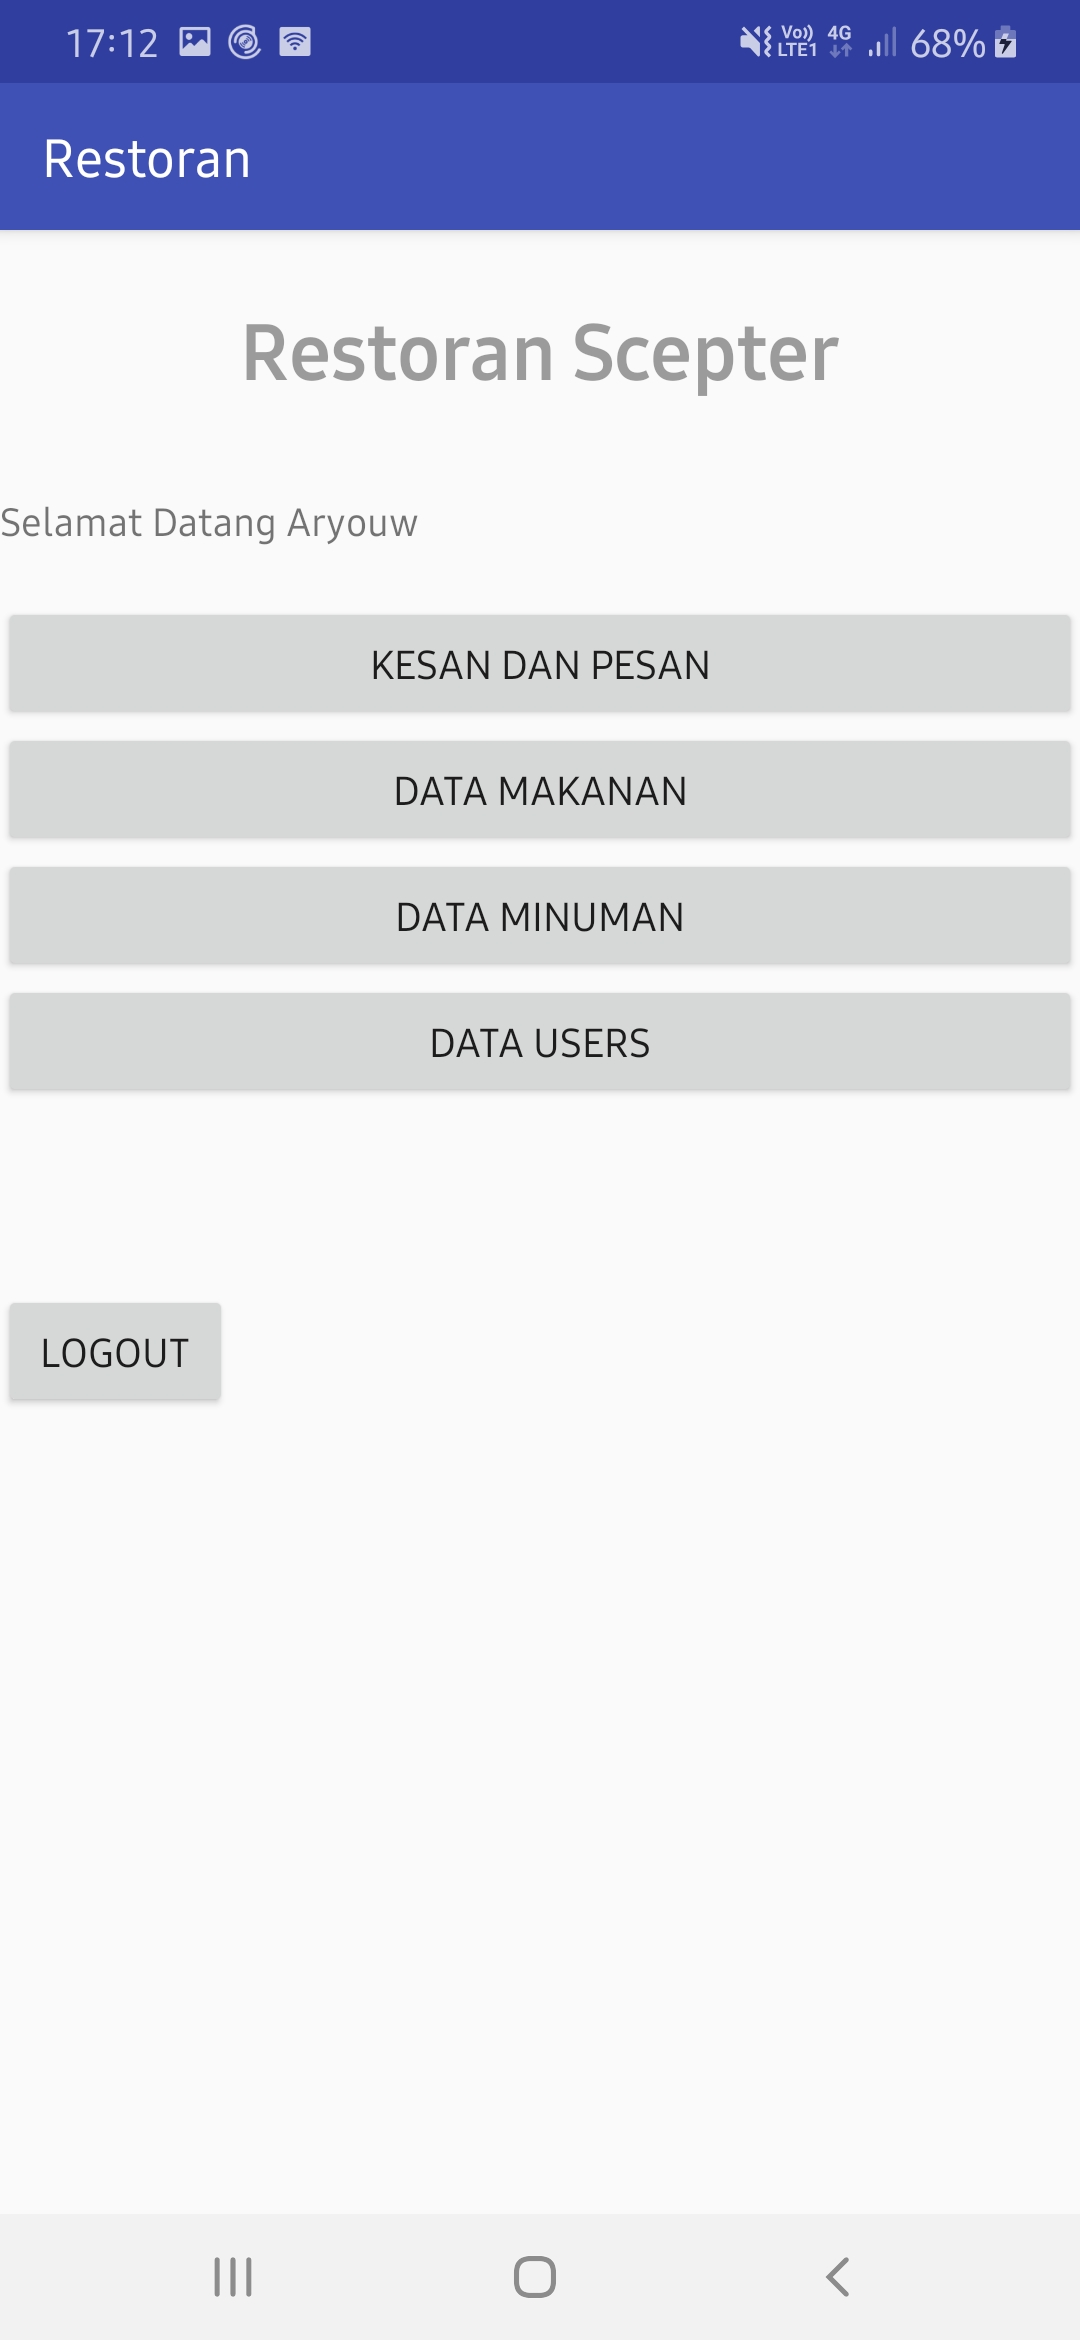 17:12 Vo)) LTE1 4G 68%
Restoran
Restoran Scepter
Selamat Datang Aryouw
KESAN DAN PESAN
DATA MAKANAN
DATA MINUMAN
DATA USERS
LOGOUT